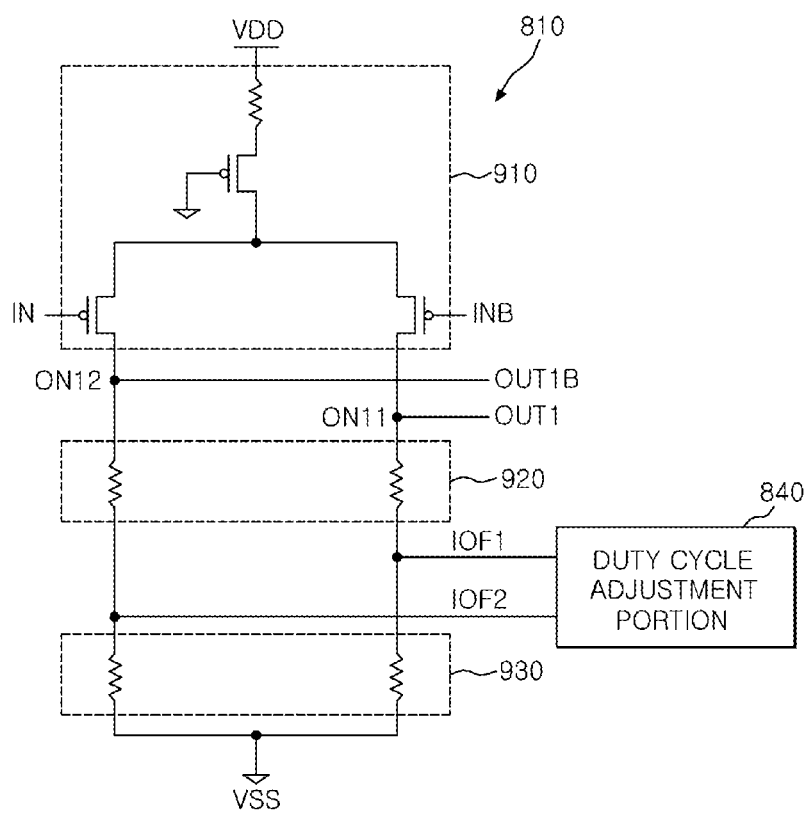 VDD
810
910
IN
INB
ON12
OUT1B
ON11
OUT1
920
840
IOF1
DUTY CYCLE
ADJUSTMENT
PORTION
IOF2
930
VSS